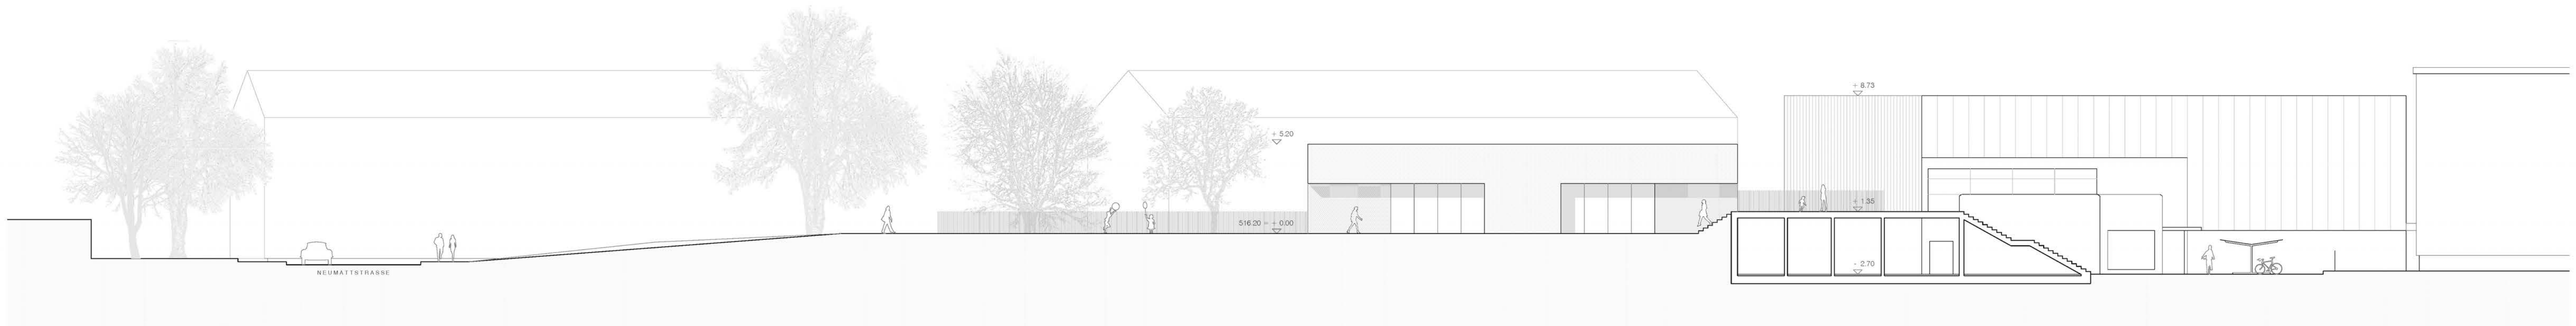 + 8.73
+ 5.20
+ 1.35
516.20 = + 0.00
- 2.70
NEUMATTSTRASSE